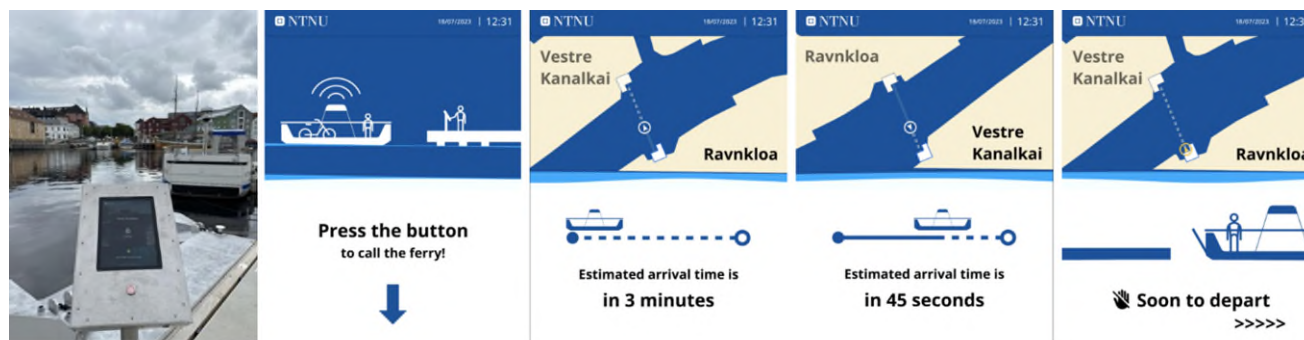 NTNU
18/07/2023 | 12:31
Press the button
to call the ferry!
NTNU
18/07/2023 | 12:31
Vestre
Kanalkai
Ravnkloa
Estimated arrival time is
in 3 minutes
NTNU
18/07/2023 | 12:31
Ravnkloa
Vestre
Kanalkai
Estimated arrival time is
in 45 seconds
NTNU
18/07/2023 | 12:31
Vestre
Kanalkai
Ravnkloa
Soon to depart
>>>>>